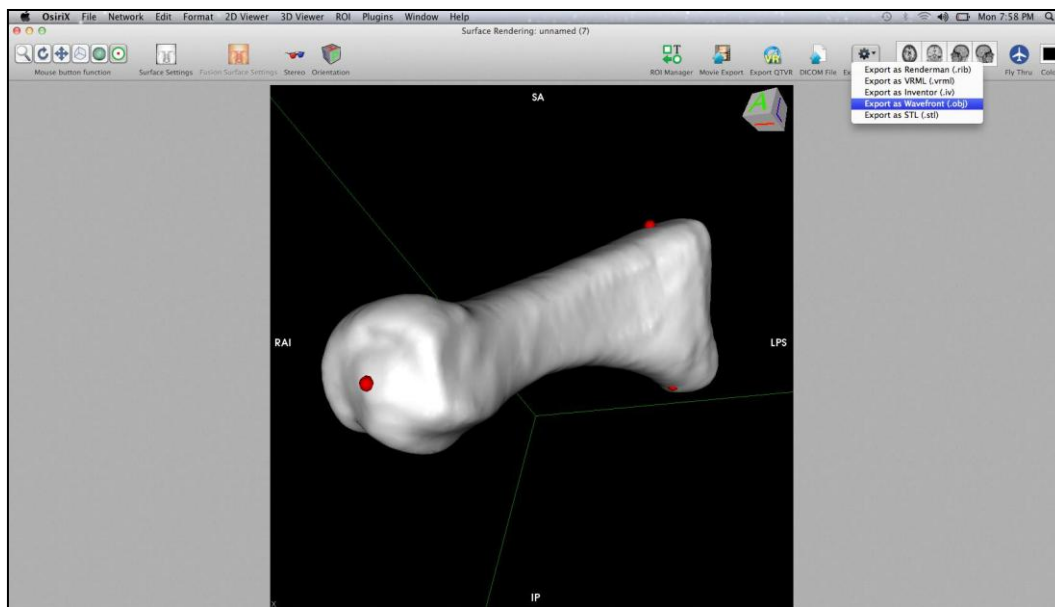 OsiriX File Network Edit Format 2D Viewer 3D Viewer ROI Plugins Window Help Mon 7:58 PM
Surface Rendering: unnamed (7)
Mouse button function Surface Settings Fusion Surface Settings Stereo Orientation ROI Manager Movie Export Export QTVR DICOM File Fly Thru
Export as Renderman (.rib)
Export as VRML (.vrml)
Export as Inventor (.iv)
Export as Wavefront (.obj)
Export as STL (.stl)
SA
A
RAI LPS
IP